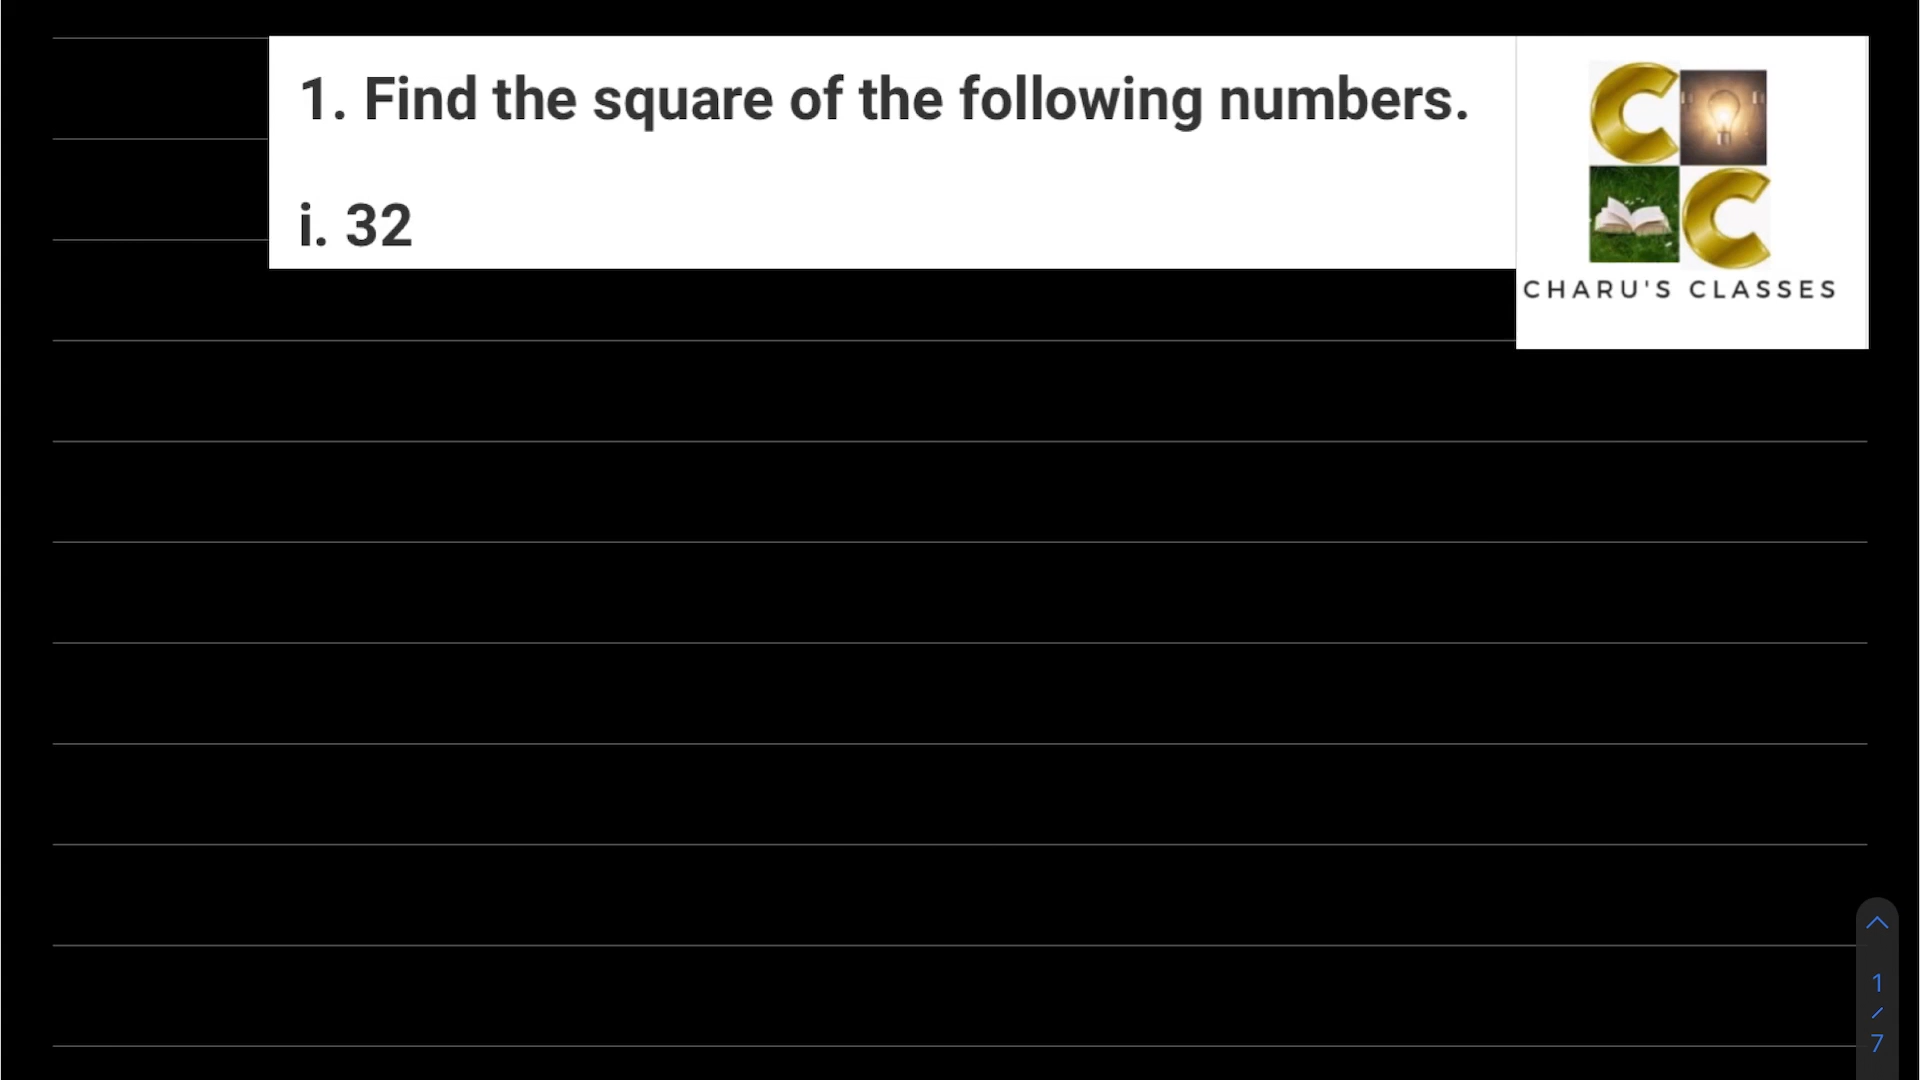 1. Find the square of the following numbers.
i. 32
CHARU'S CLASSES
1
/
7